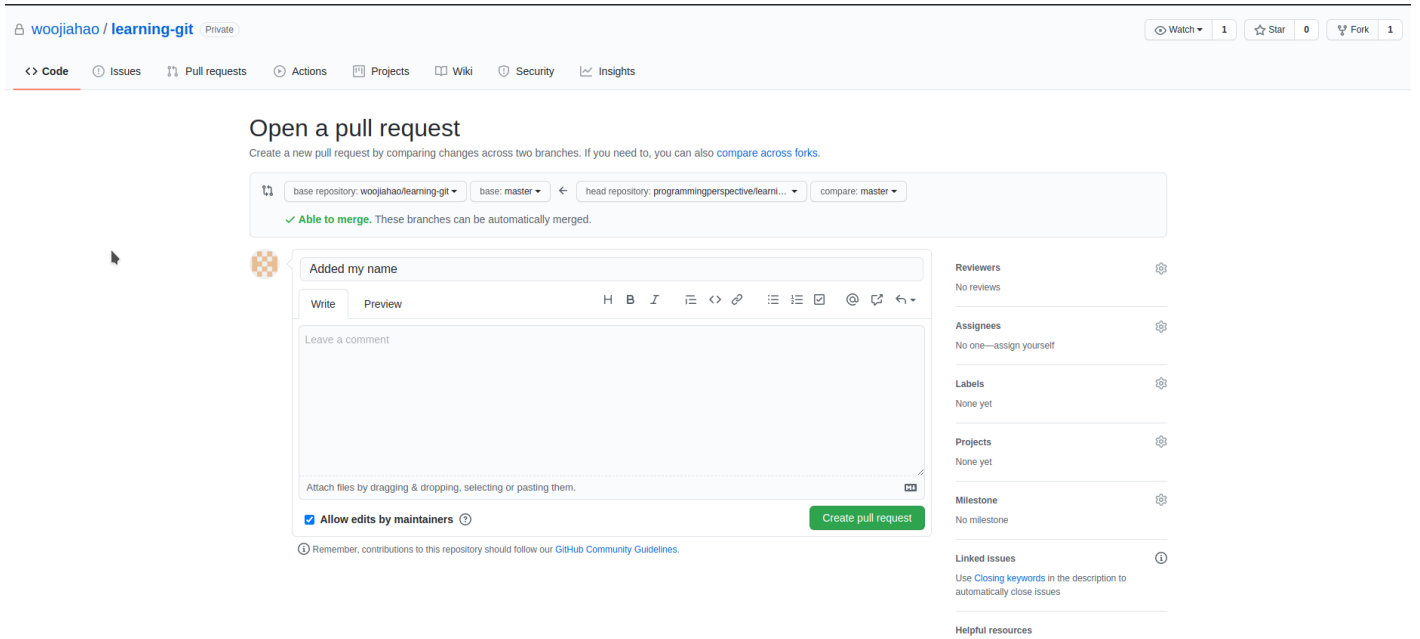 woojiahao / learning-git Private Watch 1 Star 0 Fork 1
Code Issues Pull requests Actions Projects Wiki Security Insights
Open a pull request
Create a new pull request by comparing changes across two branches. If you need to, you can also compare across forks.
base repository: woojiahao/learning-git base: master head repository: programmingperspective/learni... compare: master
Able to merge. These branches can be automatically merged.
Added my name
Write Preview
Leave a comment
Attach files by dragging & dropping, selecting or pasting them.
Allow edits by maintainers
Create pull request
Remember, contributions to this repository should follow our GitHub Community Guidelines.
Reviewers
No reviews
Assignees
No one—assign yourself
Labels
None yet
Projects
None yet
Milestone
No milestone
Linked issues
Use Closing keywords in the description to
automatically close issues
Helpful resources